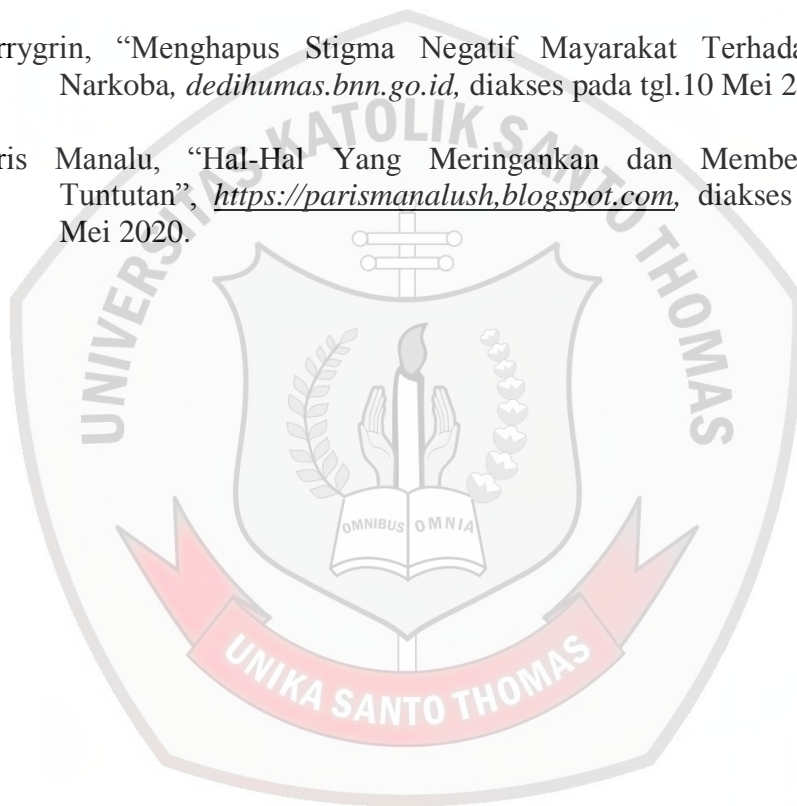 rrygrin, “Menghapus Stigma Negatif Mayarakat Terhada
Narkoba, dedihumas.bnn.go.id, diakses pada tgl.10 Mei 2
ris Manalu, “Hal-Hal Yang Meringankan dan Membe
Tuntutan”, https://parismanalush,blogspot.com, diakses
Mei 2020.
UNIVERSITAS KATOLIK SANTO THOMAS
OMNIBUS OMNIA
UNIKA SANTO THOMAS